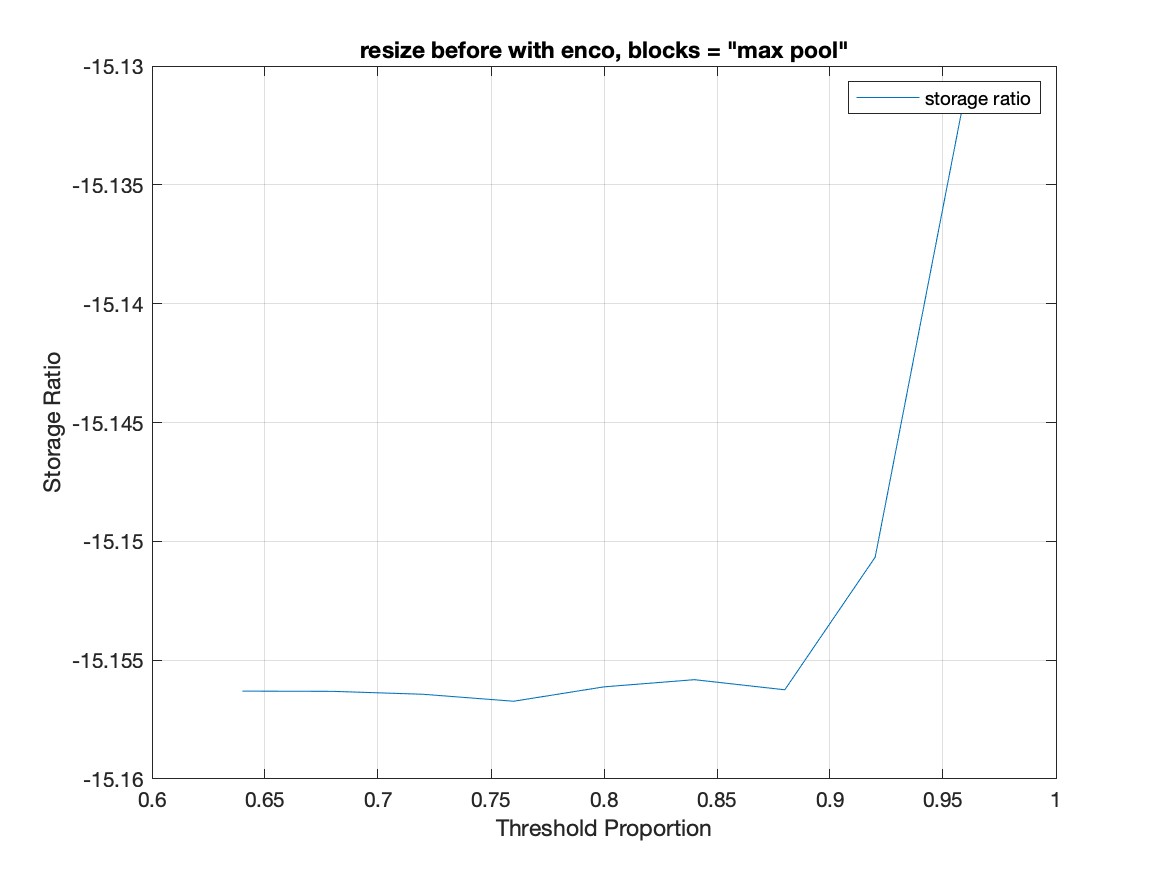 resize before with enco, blocks = "max pool"
-15.13
storage ratio
-15.135
-15.14
-15.145
-15.15
-15.155
-15.16
Storage Ratio
0.6 0.65 0.7 0.75 0.8 0.85 0.9 0.95 1
Threshold Proportion